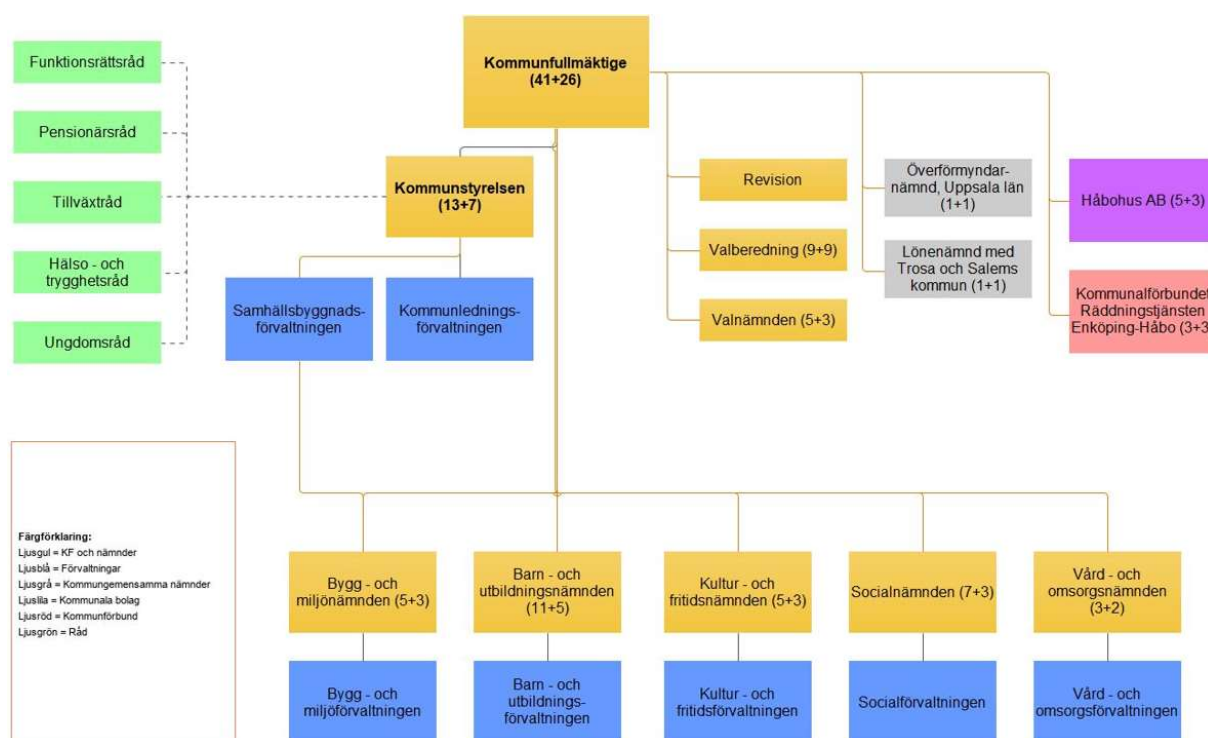 Funktionsrättsråd
Pensionärsråd
Tillväxtråd
Hälso - och
trygghetsråd
Ungdomsråd
Kommunfullmäktige
(41+26)
Kommunstyrelsen
(13+7)
Samhällsbyggnads-
förvaltningen
Kommunlednings-
förvaltningen
Revision
Valberedning (9+9)
Valnämnden (5+3)
Överförmyndar-
nämnd, Uppsala län
(1+1)
Lönenämnd med
Trosa och Salems
kommun (1+1)
Håbohus AB (5+3)
Kommunalförbundet
Räddningstjänsten
Enköping-Håbo (3+3
Färgförklaring:
Ljusgul = KF och nämnder
Ljusblå = Förvaltningar
Ljusgrå = Kommungemensamma nämnder
Ljuslila = Kommunala bolag
Ljusröd = Kommunförbund
Ljusgrön = Råd
Bygg - och
miljönämnden (5+3)
Barn - och
utbildningsnämnden
(11+5)
Kultur - och
fritidsnämnden (5+3)
Socialnämnden (7+3)
Vård - och
omsorgsnämnden
(3+2)
Bygg - och
miljöförvaltningen
Barn - och
utbildnings-
förvaltningen
Kultur - och
fritidsförvaltningen
Socialförvaltningen
Vård - och
omsorgsförvaltningen